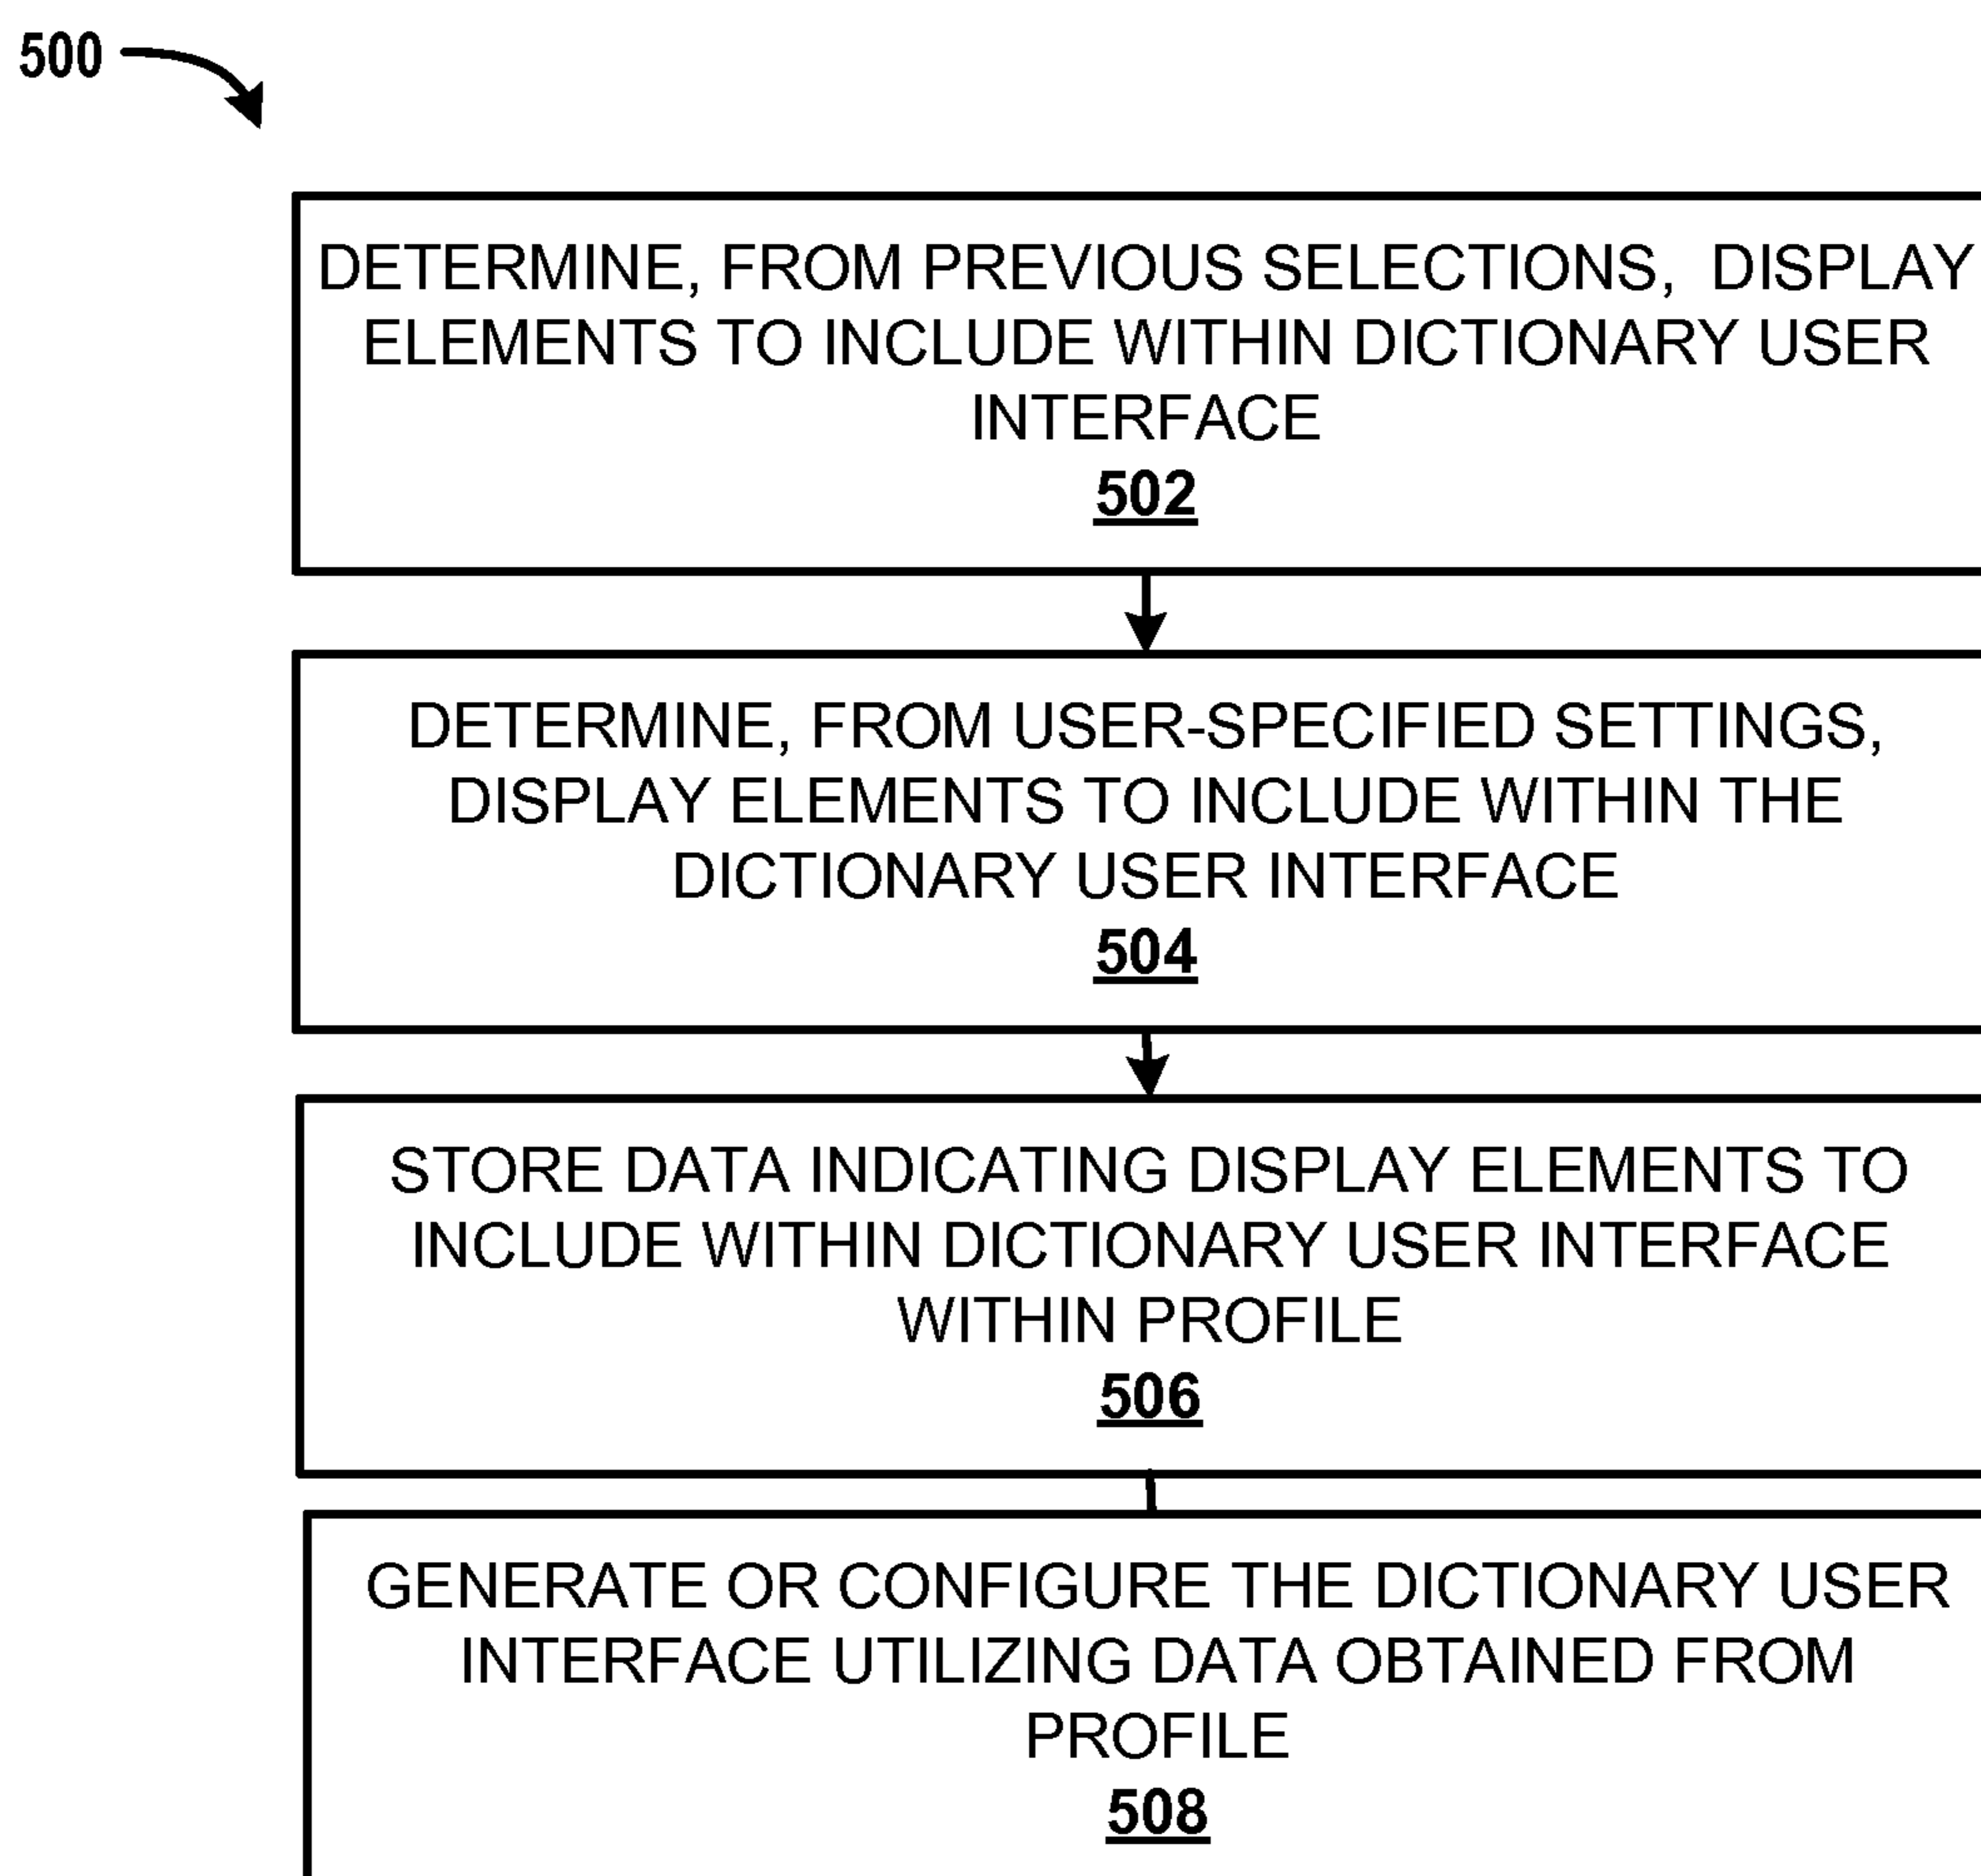 500
DETERMINE, FROM PREVIOUS SELECTIONS, DISPLAY
ELEMENTS TO INCLUDE WITHIN DICTIONARY USER
INTERFACE
502
DETERMINE, FROM USER-SPECIFIED SETTINGS,
DISPLAY ELEMENTS TO INCLUDE WITHIN THE
DICTIONARY USER INTERFACE
504
STORE DATA INDICATING DISPLAY ELEMENTS TO
INCLUDE WITHIN DICTIONARY USER INTERFACE
WITHIN PROFILE
506
GENERATE OR CONFIGURE THE DICTIONARY USER
INTERFACE UTILIZING DATA OBTAINED FROM
PROFILE
508